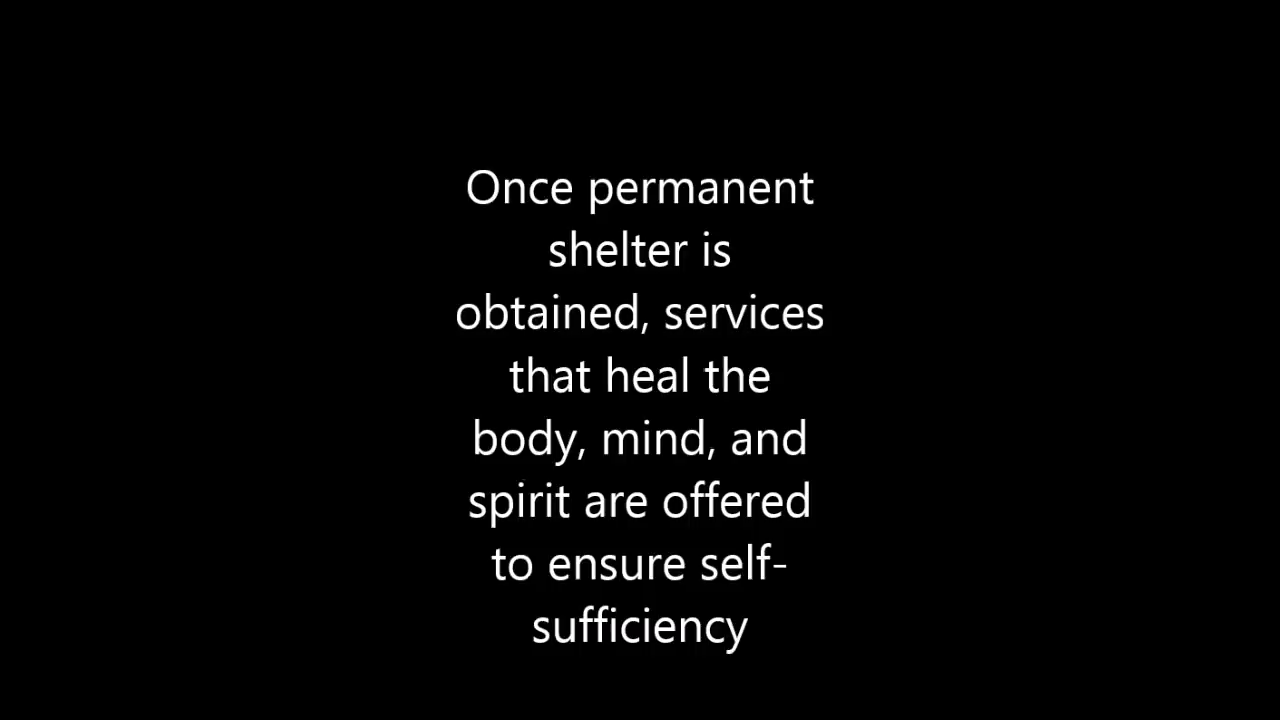 Once permanent
shelter is
obtained, services
that heal the
body, mind, and
spirit are offered
to ensure self-
sufficiency